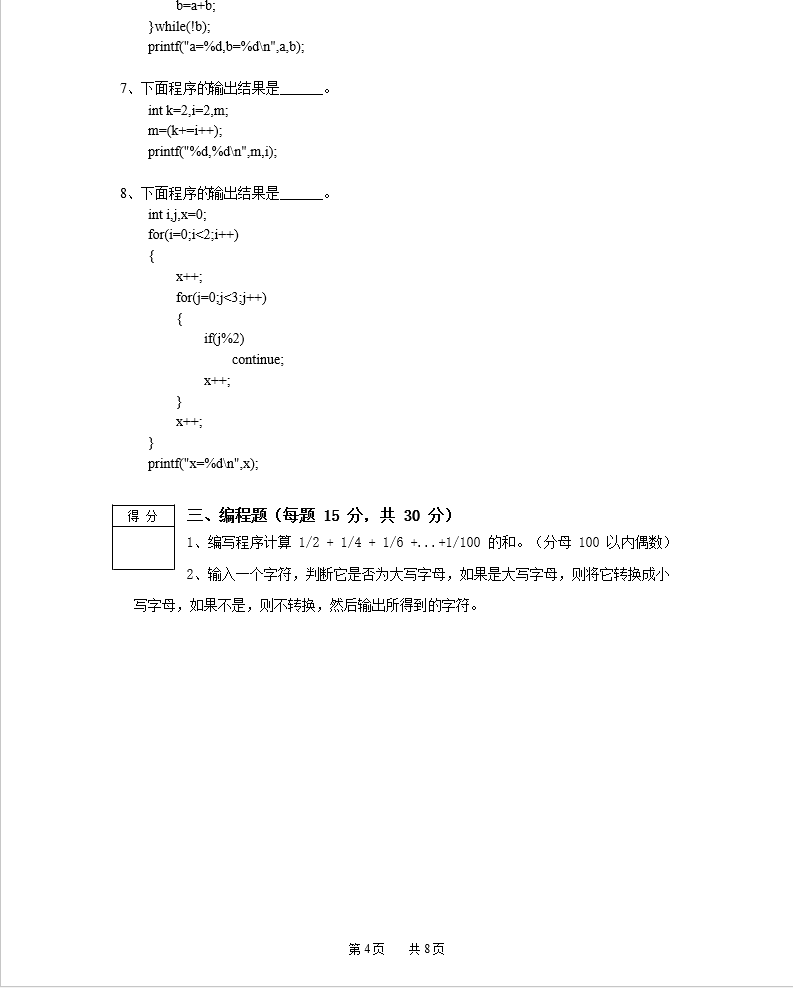 b=a+b;
}while(!b);
printf("a=%d,b=%d\n",a,b);
7、下面程序的输出结果是______。
int k=2,i=2,m;
m=(k+=i++);
printf("%d,%d\n",m,i);
8、下面程序的输出结果是______。
int i,j,x=0;
for(i=0;i<2;i++)
{
x++;
for(j=0;j<3;j++)
{
if(j%2)
continue;
x++;
}
x++;
}
printf("x=%d\n",x);
得 分
三、编程题（每题 15 分，共 30 分）
1、编写程序计算 1/2 + 1/4 + 1/6 +...+1/100 的和。（分母 100 以内偶数）
2、输入一个字符，判断它是否为大写字母，如果是大写字母，则将它转换成小
写字母，如果不是，则不转换，然后输出所得到的字符。
第 4页 共 8页